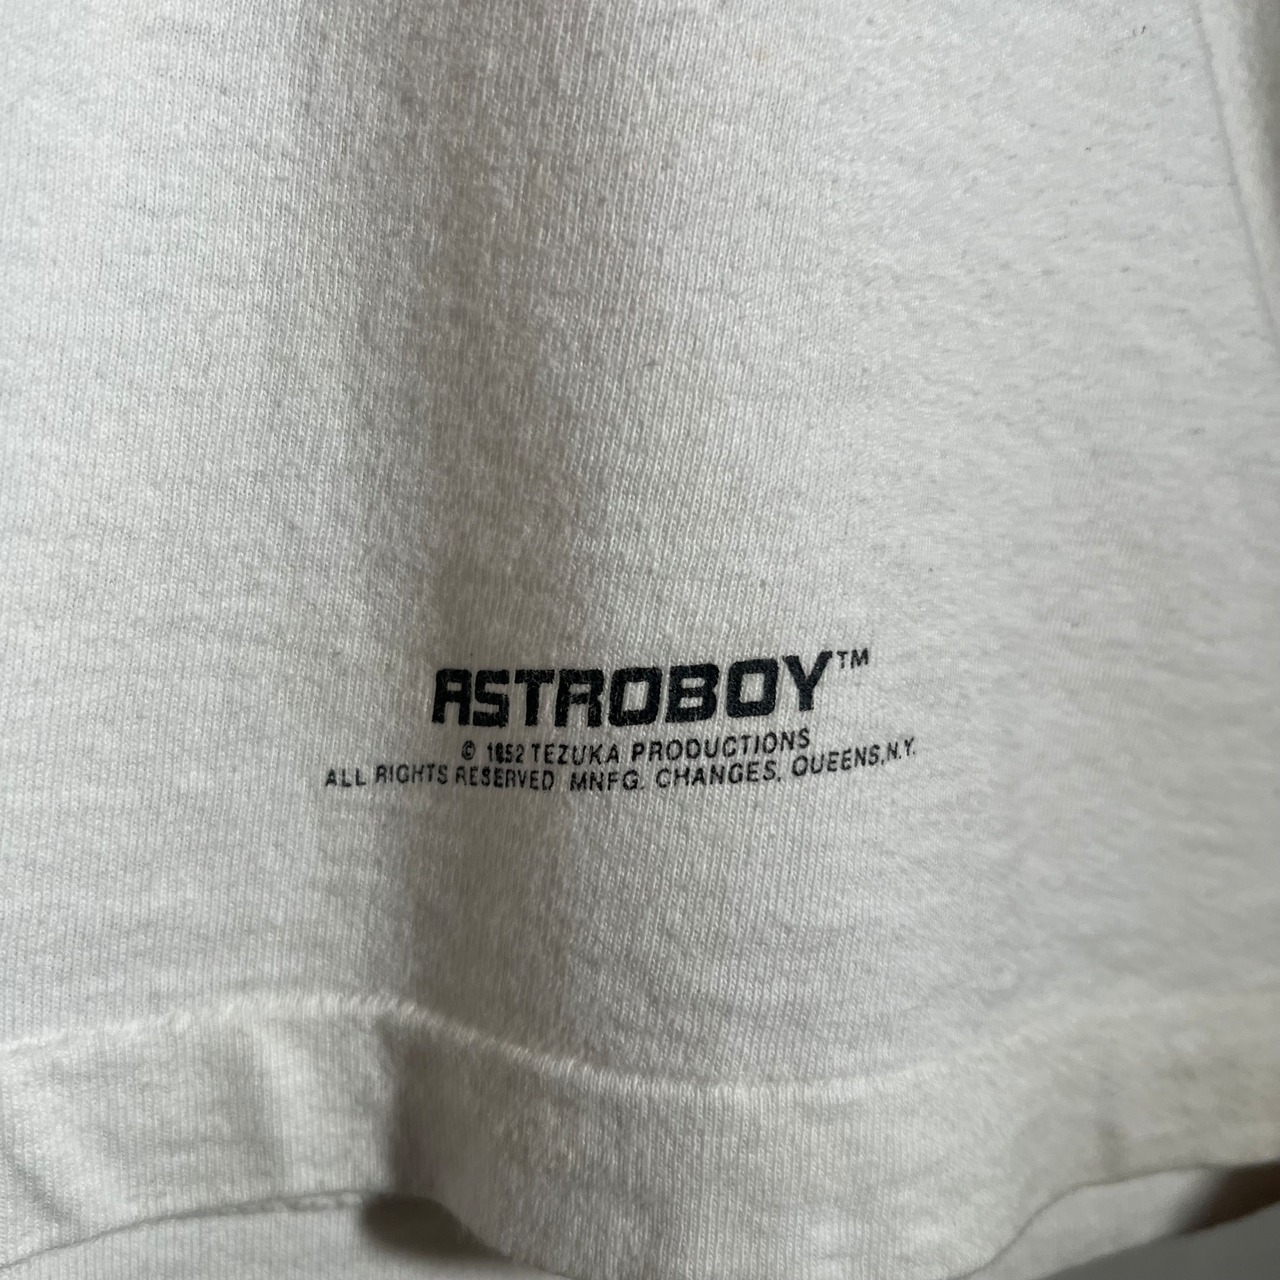 ASTROBOY™
© 1952 TEZUKA PRODUCTIONS
ALL RIGHTS RESERVED MNFG. CHANGES, QUEENS, N.Y.